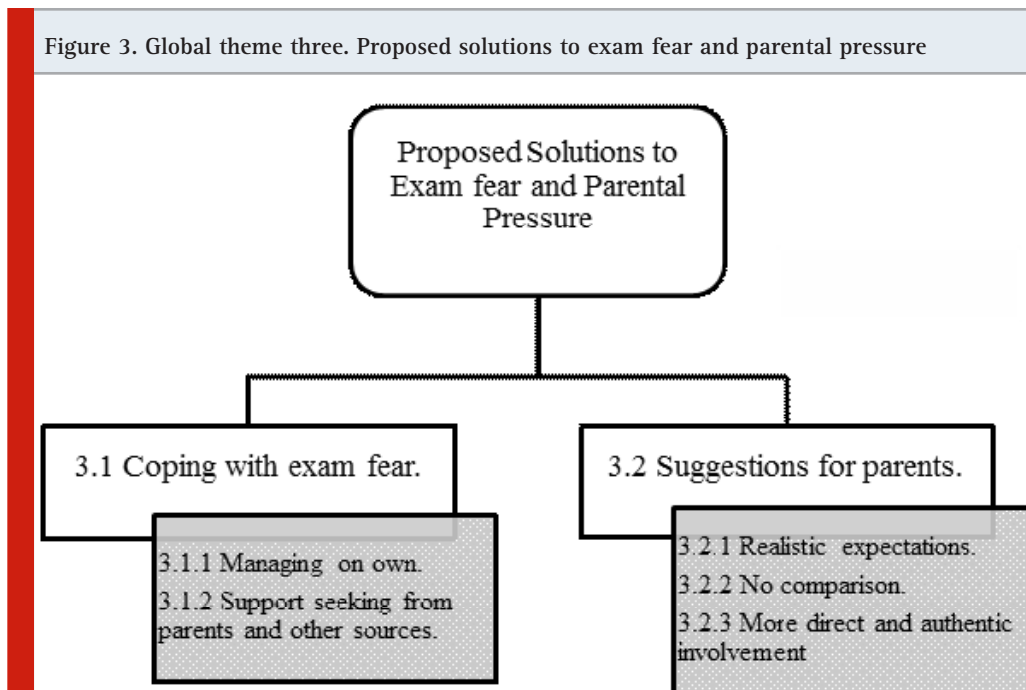 Figure 3. Global theme three. Proposed solutions to exam fear and parental pressure
Proposed Solutions to
Exam fear and Parental
Pressure
3.1 Coping with exam fear.
3.1.1 Managing on own.
3.1.2 Support seeking from
parents and other sources.
3.2 Suggestions for parents.
3.2.1 Realistic expectations.
3.2.2 No comparison.
3.2.3 More direct and authentic
involvement